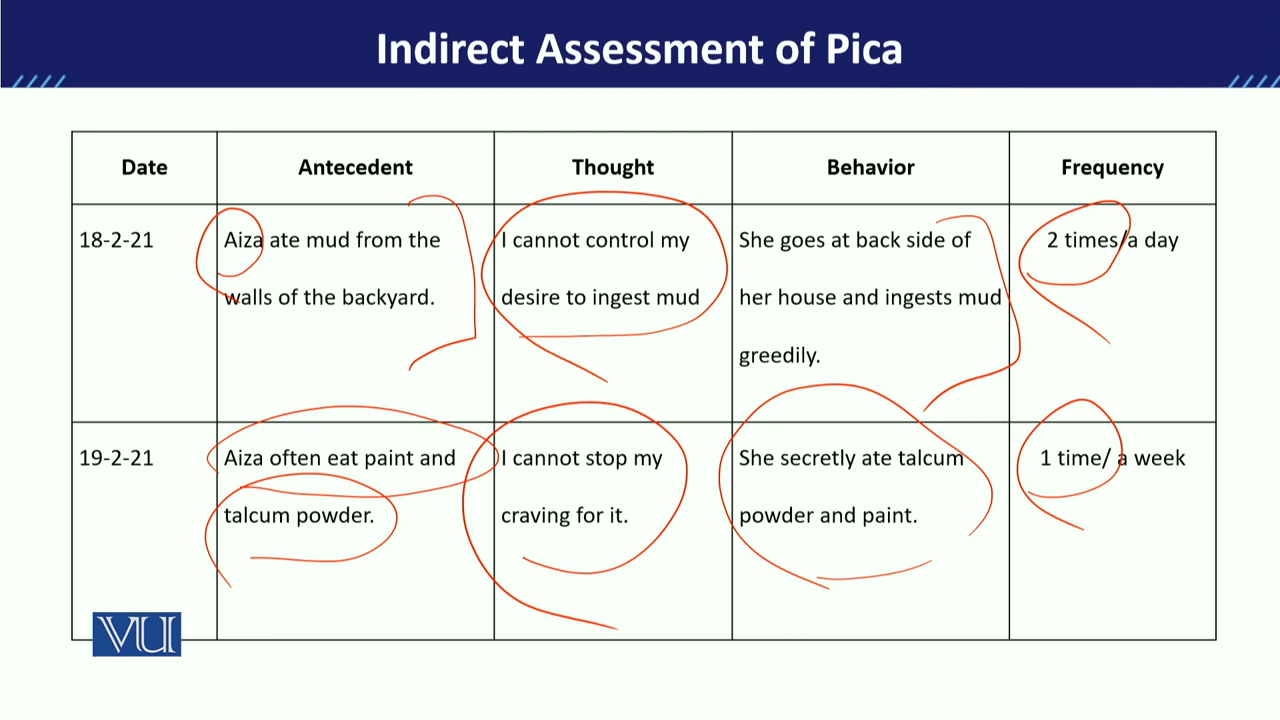 Indirect Assessment of Pica
Date Antecedent Thought Behavior Frequency
18-2-21 Aiza ate mud from the I cannot control my She goes at back side of 2 times/a day
walls of the backyard. desire to ingest mud her house and ingests mud
greedily.
19-2-21 Aiza often eat paint and I cannot stop my She secretly ate talcum 1 time/ a week
talcum powder. craving for it. powder and paint.
VU